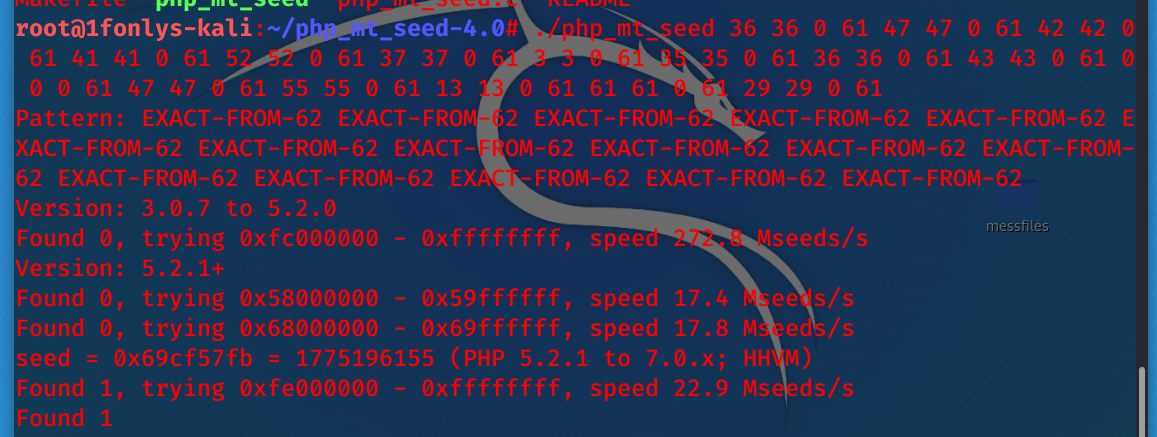 Makefile php_mt_seed php_mt_seed.c README
root@1fonlys-kali:~/php_mt_seed-4.0# ./php_mt_seed 36 36 0 61 47 47 0 61 42 42 0
61 41 41 0 61 52 52 0 61 37 37 0 61 3 3 0 61 35 35 0 61 36 36 0 61 43 43 0 61 0
0 0 61 47 47 0 61 55 55 0 61 13 13 0 61 61 61 0 61 29 29 0 61
Pattern: EXACT-FROM-62 EXACT-FROM-62 EXACT-FROM-62 EXACT-FROM-62 EXACT-FROM-62 E
XACT-FROM-62 EXACT-FROM-62 EXACT-FROM-62 EXACT-FROM-62 EXACT-FROM-62 EXACT-FROM-
62 EXACT-FROM-62 EXACT-FROM-62 EXACT-FROM-62 EXACT-FROM-62 EXACT-FROM-62
Version: 3.0.7 to 5.2.0
Found 0, trying 0xfc000000 - 0xffffffff, speed 272.8 Mseeds/s
Version: 5.2.1+
Found 0, trying 0x58000000 - 0x59ffffff, speed 17.4 Mseeds/s
Found 0, trying 0x68000000 - 0x69ffffff, speed 17.8 Mseeds/s
seed = 0x69cf57fb = 1775196155 (PHP 5.2.1 to 7.0.x; HHVM)
Found 1, trying 0xfe000000 - 0xffffffff, speed 22.9 Mseeds/s
Found 1
messfiles